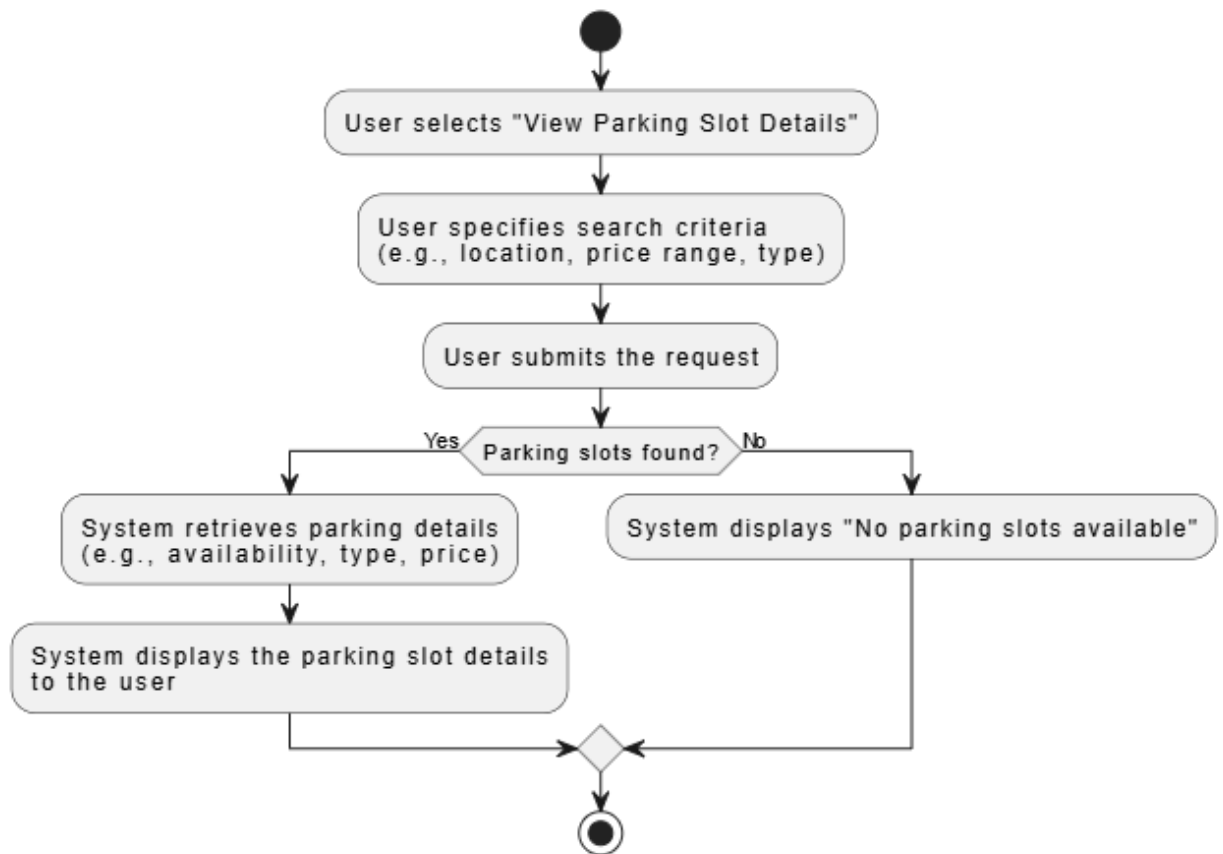 User selects "View Parking Slot Details"
User specifies search criteria
(e.g., location, price range, type)
User submits the request
Yes
Parking slots found?
No
System retrieves parking details
(e.g., availability, type, price)
System displays "No parking slots available"
System displays the parking slot details
to the user